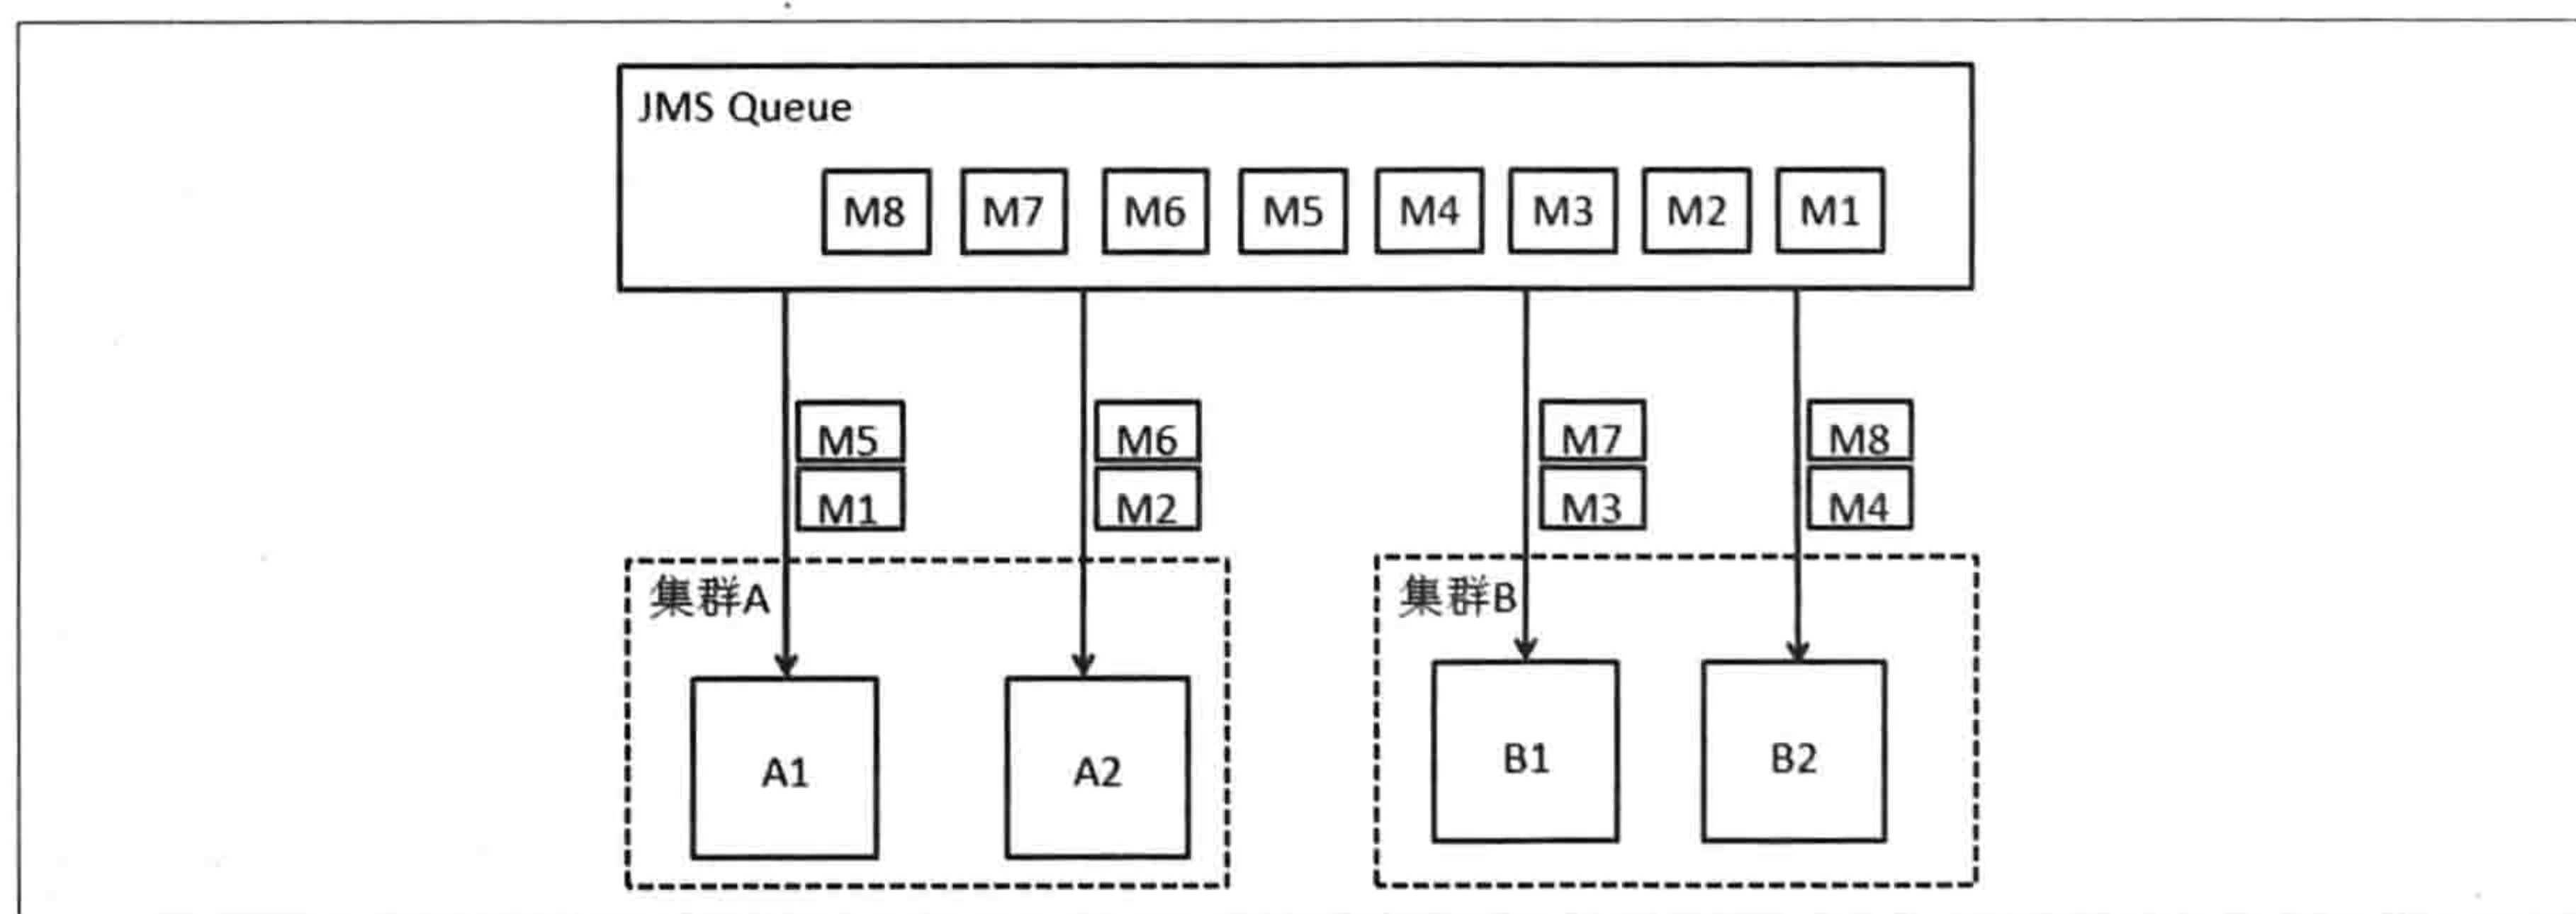 JMS Queue
M8 M7 M6 M5 M4 M3 M2 M1
M5 M6 M7 M8
M1 M2 M3 M4
集群A 集群B
A1 A2 B1 B2